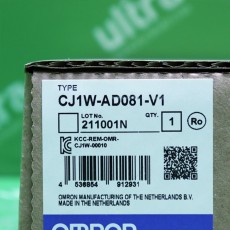 ultra
TYPE
CJ1W-AD081-V1
LOT No. QTY.
211001N 1 Ro
KCC-REM-OMR-
CJ1W-00010
4 536854 912931
OMRON MANUFACTURING OF THE NETHERLANDS B.V.
MADE IN THE NETHERLANDS
OMRON